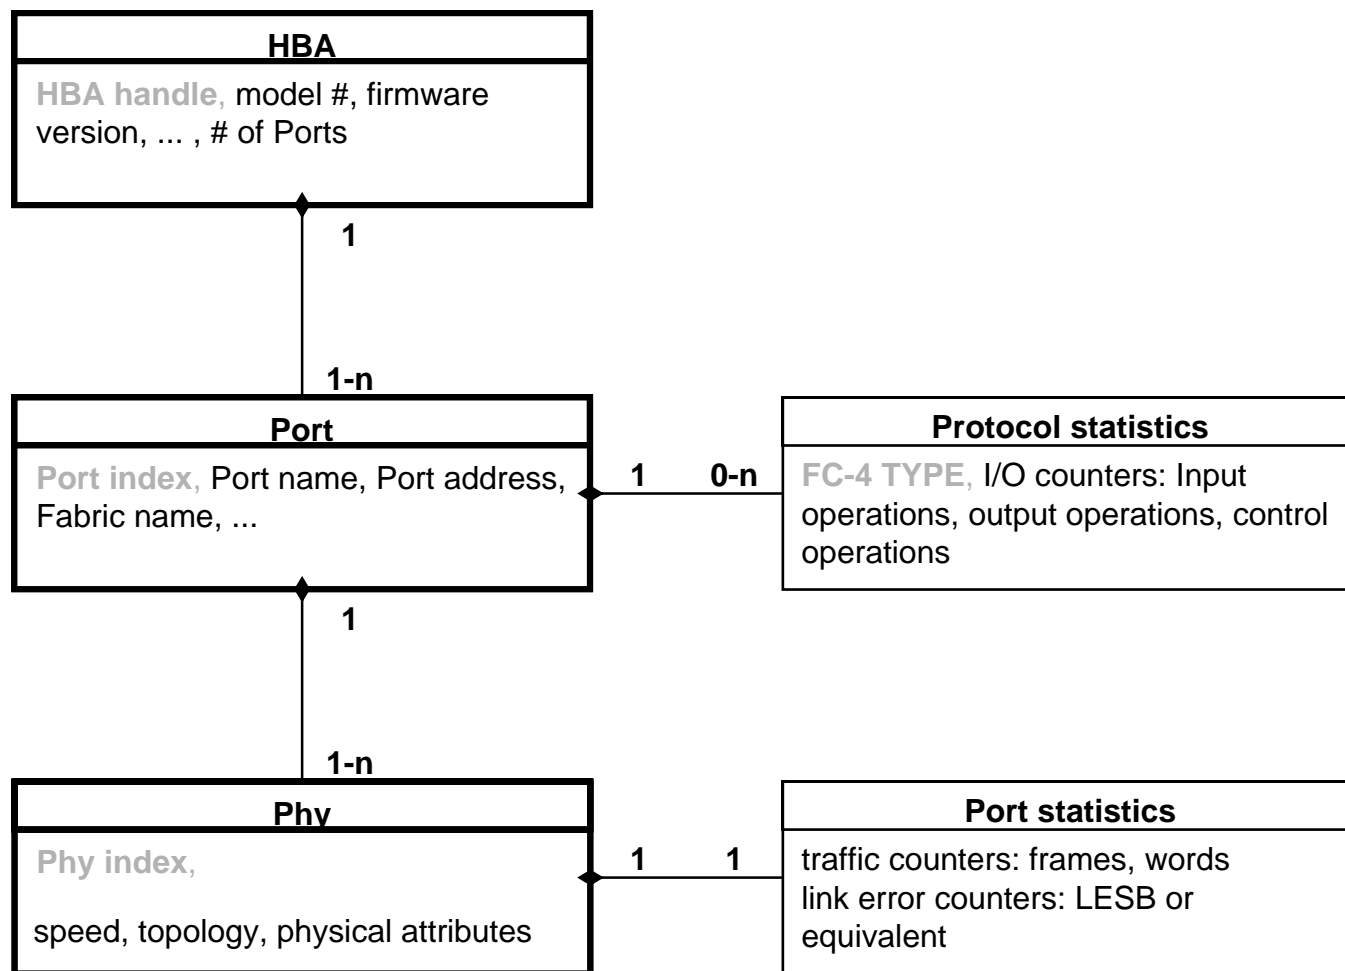 HBA
HBA handle, model #, firmware
version, ... , # of Ports
1
1-n
Port
Port index, Port name, Port address,
Fabric name, ...
1
0-n
Protocol statistics
FC-4 TYPE, I/O counters: Input
operations, output operations, control
operations
1
1-n
Phy
Phy index,
speed, topology, physical attributes
1
1
Port statistics
traffic counters: frames, words
link error counters: LESB or
equivalent